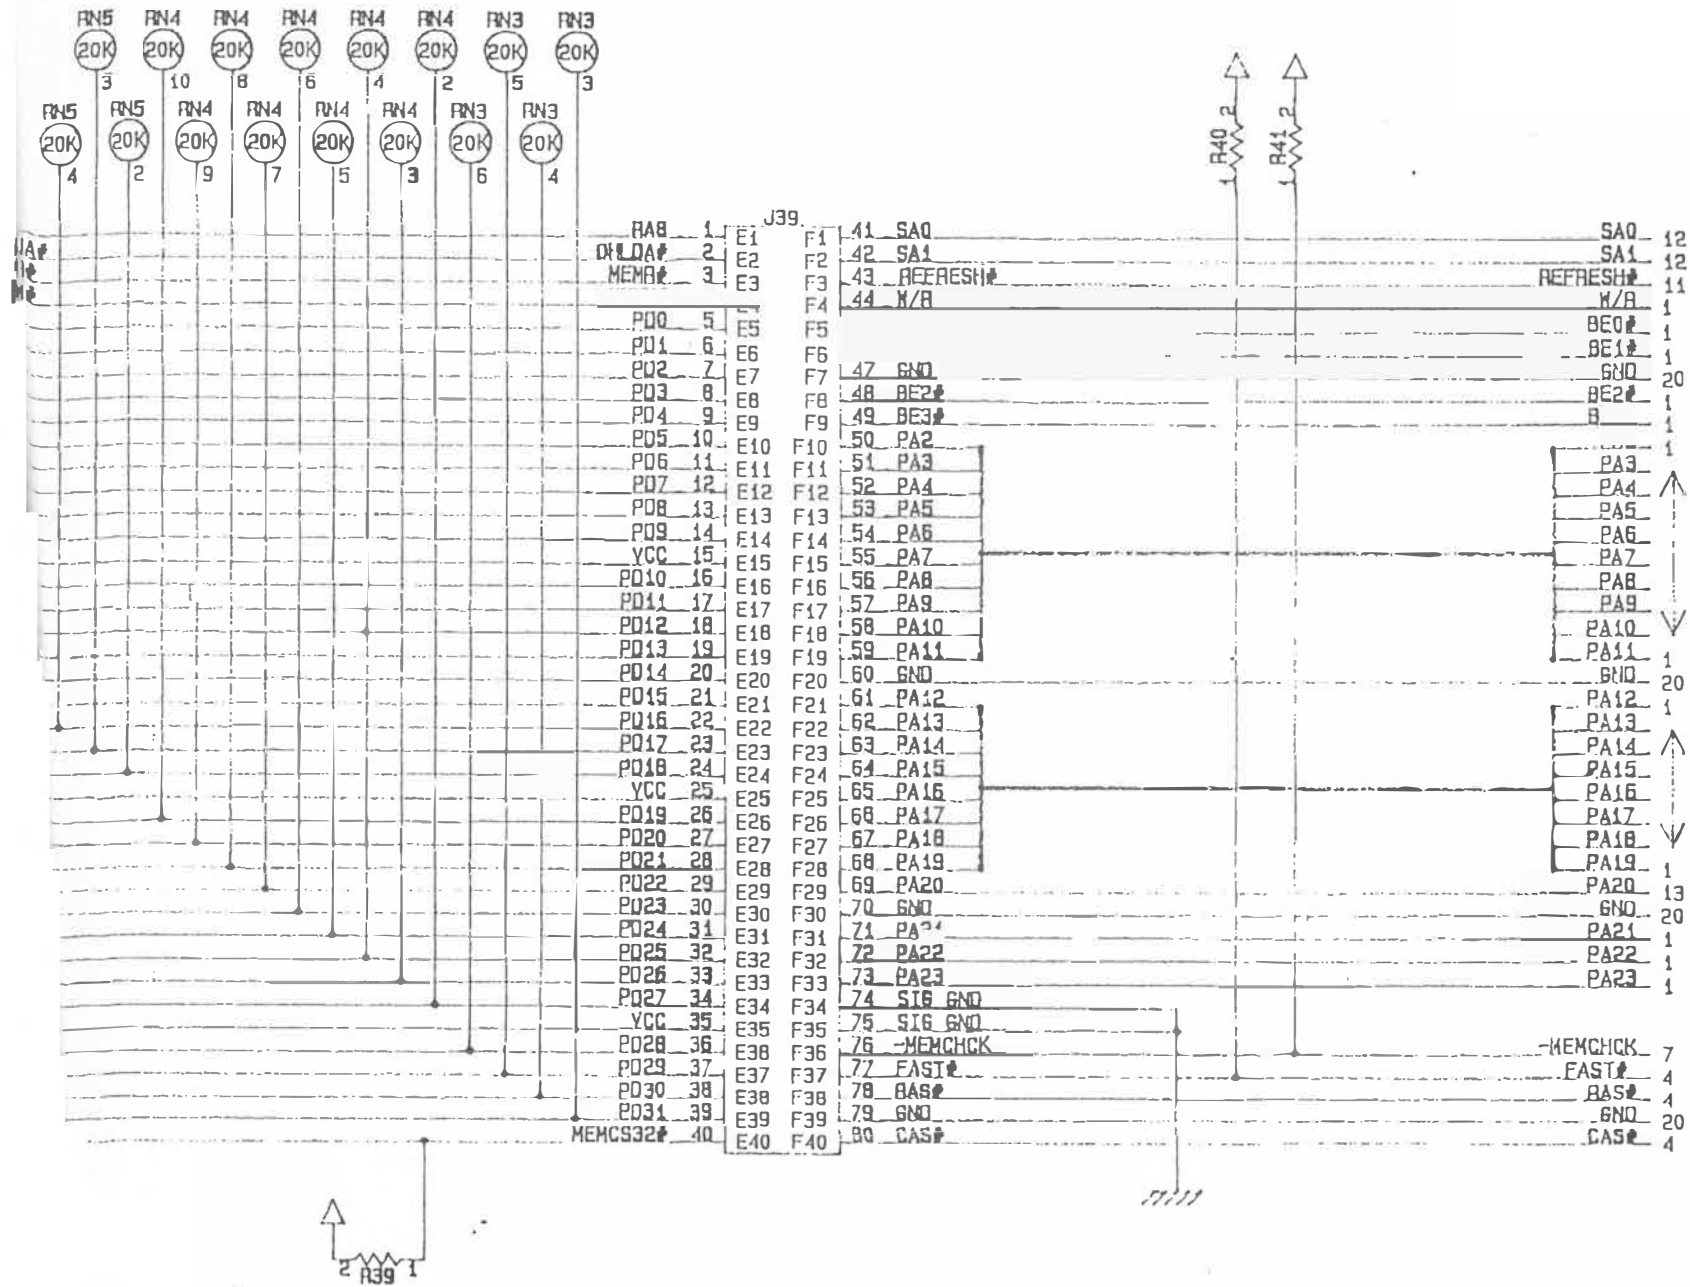 RN5 RN4 RN4 RN4 RN4 RN4 RN3 RN3
20K 20K 20K 20K 20K 20K 20K 20K
3 10 8 6 4 2 5 3
RN5 RN5 RN4 RN4 RN4 RN4 RN3 RN3
20K 20K 20K 20K 20K 20K 20K 20K
4 2 9 7 5 3 6 4
R40 R41
2 2
1 1
J39
RA8 1 E1 F1 41 SA0 SA0 12
2 E2 F2 42 SA1 SA1 12
MEMR# 3 E3 F3 43 REFRESH# REFRESH# 11
F4 44 W/R W/R 1
PD0 5 E5 F5 BE0# 1
PD1 6 E6 F6 BE1# 1
PD2 7 E7 F7 47 GND GND 20
PD3 8 E8 F8 48 BE2# BE2# 1
PD4 9 E9 F9 49 BE3# B 1
PD5 10 E10 F10 50 PA2 1
PD6 11 E11 F11 51 PA3 PA3
PD7 12 E12 F12 52 PA4 PA4
PD8 13 E13 F13 53 PA5 PA5
PD9 14 E14 F14 54 PA6 PA6
VCC 15 E15 F15 55 PA7 PA7
PD10 16 E16 F16 56 PA8 PA8
PD11 17 E17 F17 57 PA9 PA9
PD12 18 E18 F18 58 PA10 PA10
PD13 19 E19 F19 59 PA11 PA11 1
PD14 20 E20 F20 60 GND GND 20
PD15 21 E21 F21 61 PA12 PA12 1
PD16 22 E22 F22 62 PA13 PA13
PD17 23 E23 F23 63 PA14 PA14
PD18 24 E24 F24 64 PA15 PA15
VCC 25 E25 F25 65 PA16 PA16
PD19 26 E26 F26 66 PA17 PA17
PD20 27 E27 F27 67 PA18 PA18
PD21 28 E28 F28 68 PA19 PA19 1
PD22 29 E29 F29 69 PA20 PA20 13
PD23 30 E30 F30 70 GND GND 20
PD24 31 E31 F31 71 PA21 1
PD25 32 E32 F32 72 PA22 PA22 1
PD26 33 E33 F33 73 PA23 PA23 1
PD27 34 E34 F34 74 SIG GND
VCC 35 E35 F35 75 SIG GND
PD28 36 E36 F36 76 -MEMCHCK -MEMCHCK 7
PD29 37 E37 F37 77 FAST# FAST# 4
PD30 38 E38 F38 78 RAS# RAS# 4
PD31 39 E39 F39 79 GND GND 20
MEMCS32# 40 E40 F40 80 CAS# CAS# 4
2 R39 1